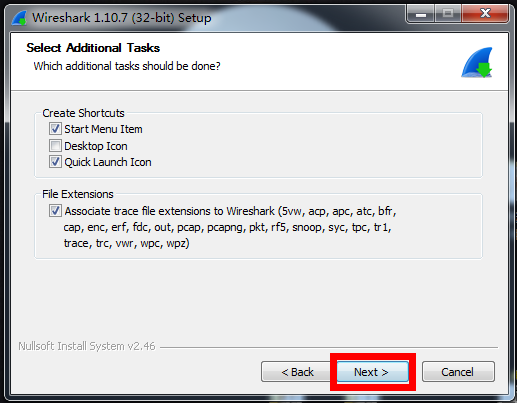 Wireshark 1.10.7 (32-bit) Setup
Select Additional Tasks
Which additional tasks should be done?
Create Shortcuts
Start Menu Item
Desktop Icon
Quick Launch Icon
File Extensions
Associate trace file extensions to Wireshark (5vw, acp, apc, atc, bfr,
cap, enc, erf, fdc, out, pcap, pcapng, pkt, rf5, snoop, syc, tpc, tr1,
trace, trc, vwr, wpc, wpz)
Nullsoft Install System v2.46
< Back Next > Cancel